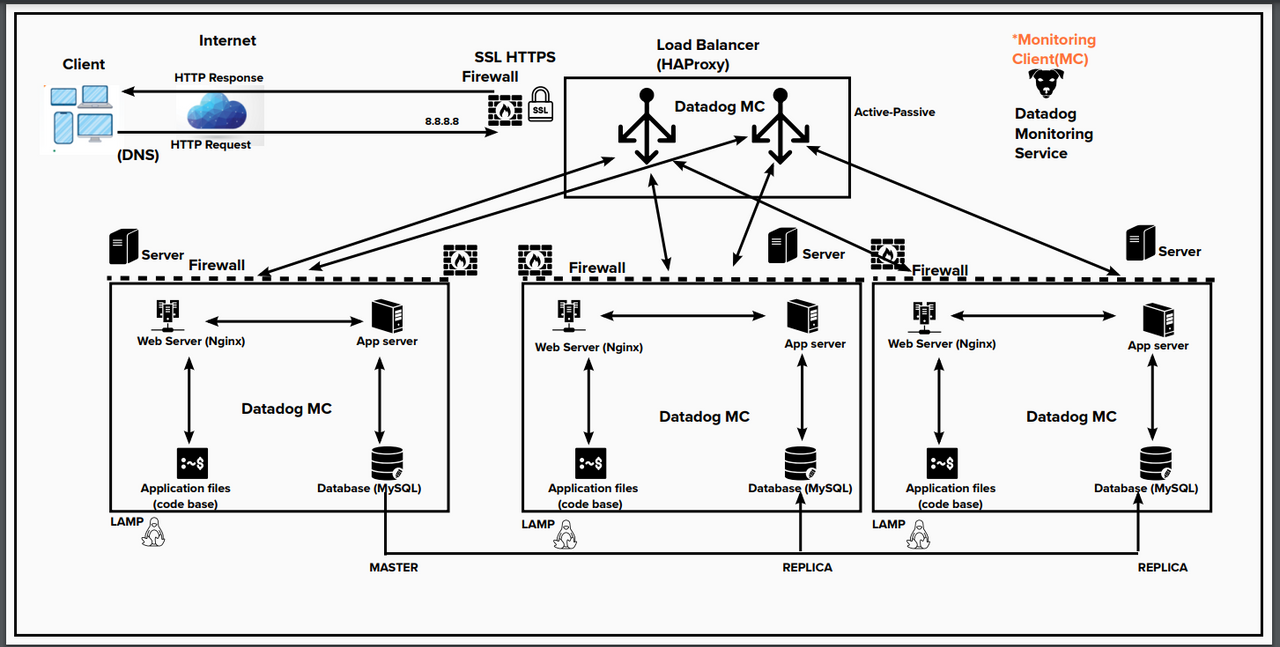 Internet
Client
HTTP Response
8.8.8.8
HTTP Request
(DNS)
SSL HTTPS
Firewall
SSL
Load Balancer
(HAProxy)
Datadog MC
Active-Passive
*Monitoring
Client(MC)
Datadog
Monitoring
Service
Server
Firewall
Web Server (Nginx)
App server
Datadog MC
:~$
Application files
(code base)
Database (MySQL)
LAMP
MASTER
Server
Firewall
Web Server (Nginx)
App server
Datadog MC
:~$
Application files
(code base)
Database (MySQL)
LAMP
REPLICA
Server
Firewall
Web Server (Nginx)
App server
Datadog MC
:~$
Application files
(code base)
Database (MySQL)
LAMP
REPLICA